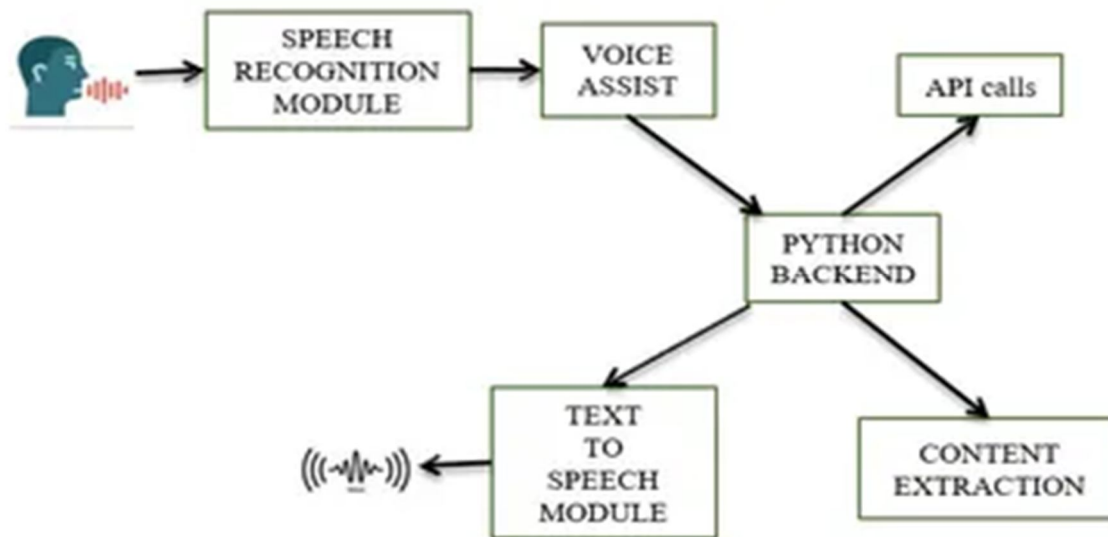 SPEECH
RECOGNITION
MODULE
VOICE
ASSIST
API calls
PYTHON
BACKEND
TEXT
TO
SPEECH
MODULE
CONTENT
EXTRACTION